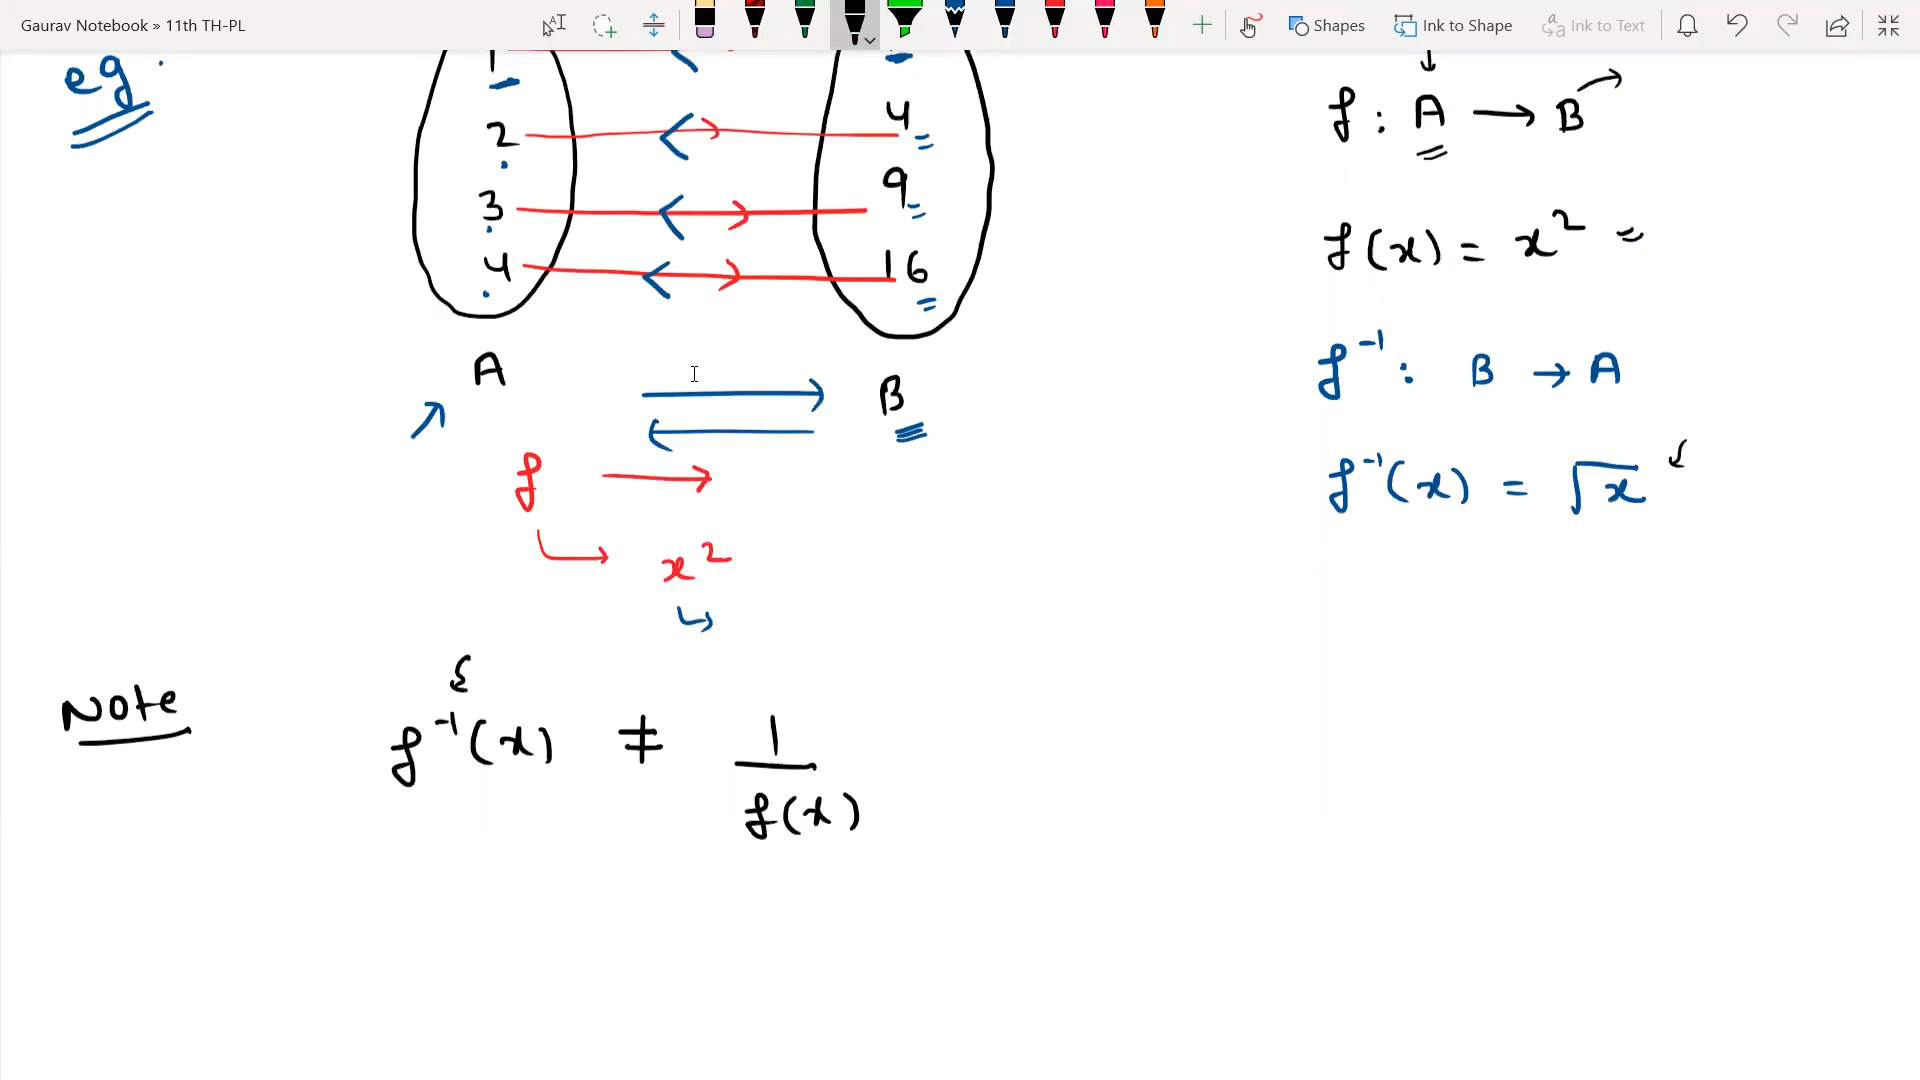 Gaurav Notebook » 11th TH-PL
Shapes
Ink to Shape
Ink to Text
eg.
1
2
3
4
A
4
9
16
B
f →
x²
f : A → B
f(x) = x²
f⁻¹ : B → A
f⁻¹(x) = √x
Note
f⁻¹(x) ≠ 1/f(x)